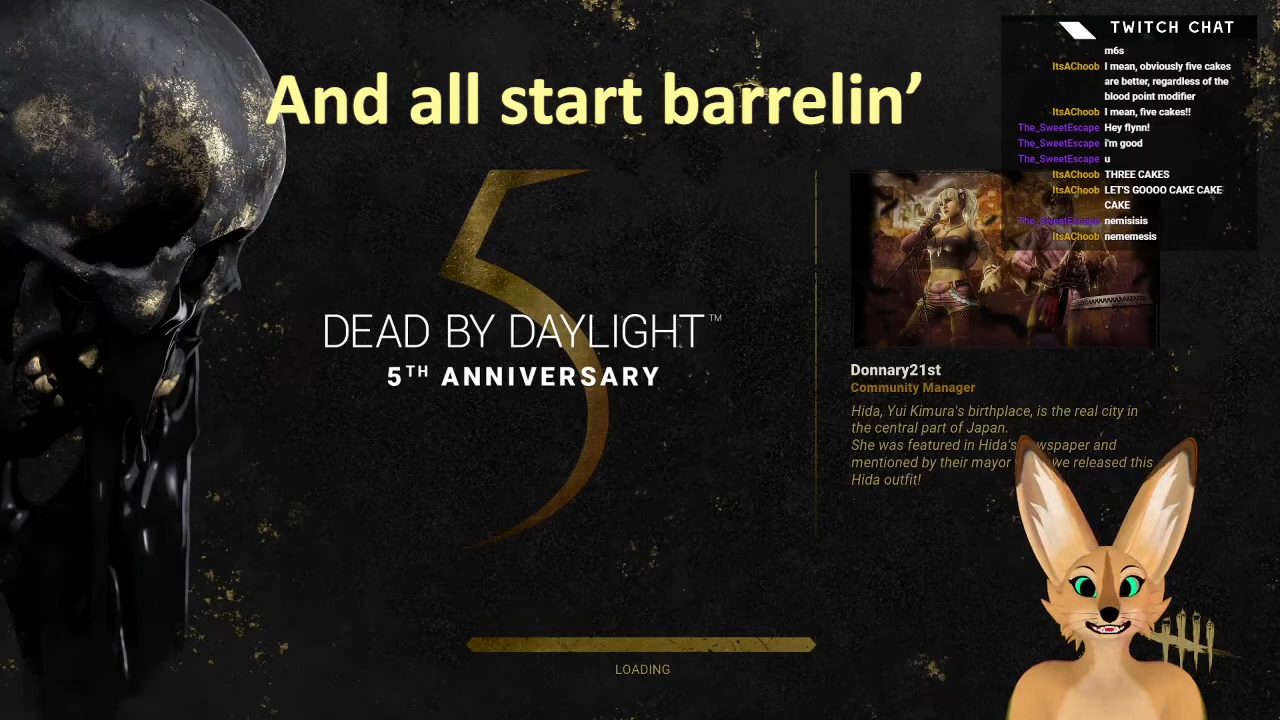 And all start barrelin’
DEAD BY DAYLIGHT™
5TH ANNIVERSARY
LOADING
TWITCH CHAT
m6s
ItsAChoob I mean, obviously five cakes
are better, regardless of the
blood point modifier
ItsAChoob I mean, five cakes!!
The_SweetEscape Hey flynn!
The_SweetEscape i'm good
The_SweetEscape u
ItsAChoob THREE CAKES
ItsAChoob LET'S GOOOO CAKE CAKE
CAKE
The_SweetEscape nemisisis
ItsAChoob nememesis
Donnary21st
Community Manager
Hida, Yui Kimura's birthplace, is the real city in
the central part of Japan.
She was featured in Hida's and
mentioned by their mayor we released this
Hida outfit!